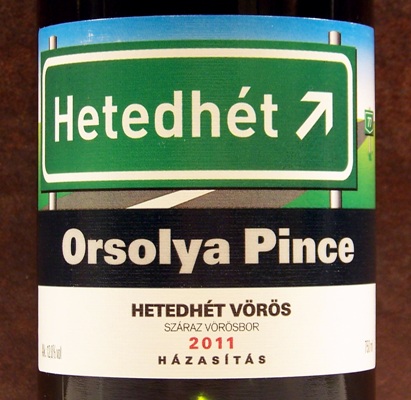 Hetedhét
Orsolya Pince
HETEDHÉT VÖRÖS
SZÁRAZ VÖRÖSBOR
2011
HÁZASÍTÁS